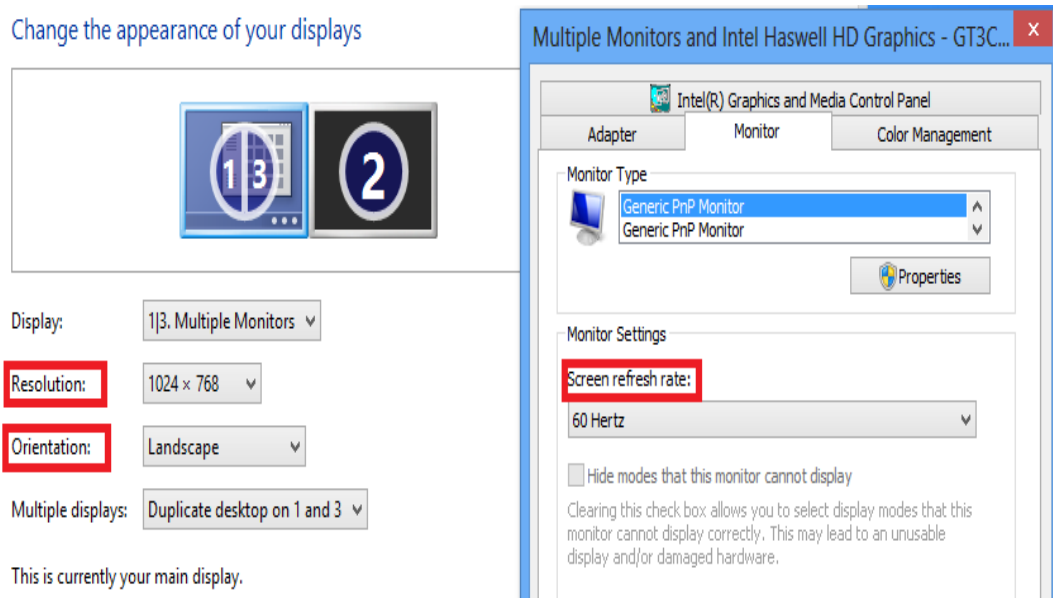 Change the appearance of your displays
1 3
2
Display:
1|3. Multiple Monitors
Resolution:
1024 × 768
Orientation:
Landscape
Multiple displays:
Duplicate desktop on 1 and 3
This is currently your main display.
Multiple Monitors and Intel Haswell HD Graphics - GT3C...
x
Intel(R) Graphics and Media Control Panel
Adapter
Monitor
Color Management
Monitor Type
Generic PnP Monitor
Generic PnP Monitor
Properties
Monitor Settings
Screen refresh rate:
60 Hertz
Hide modes that this monitor cannot display
Clearing this check box allows you to select display modes that this
monitor cannot display correctly. This may lead to an unusable
display and/or damaged hardware.